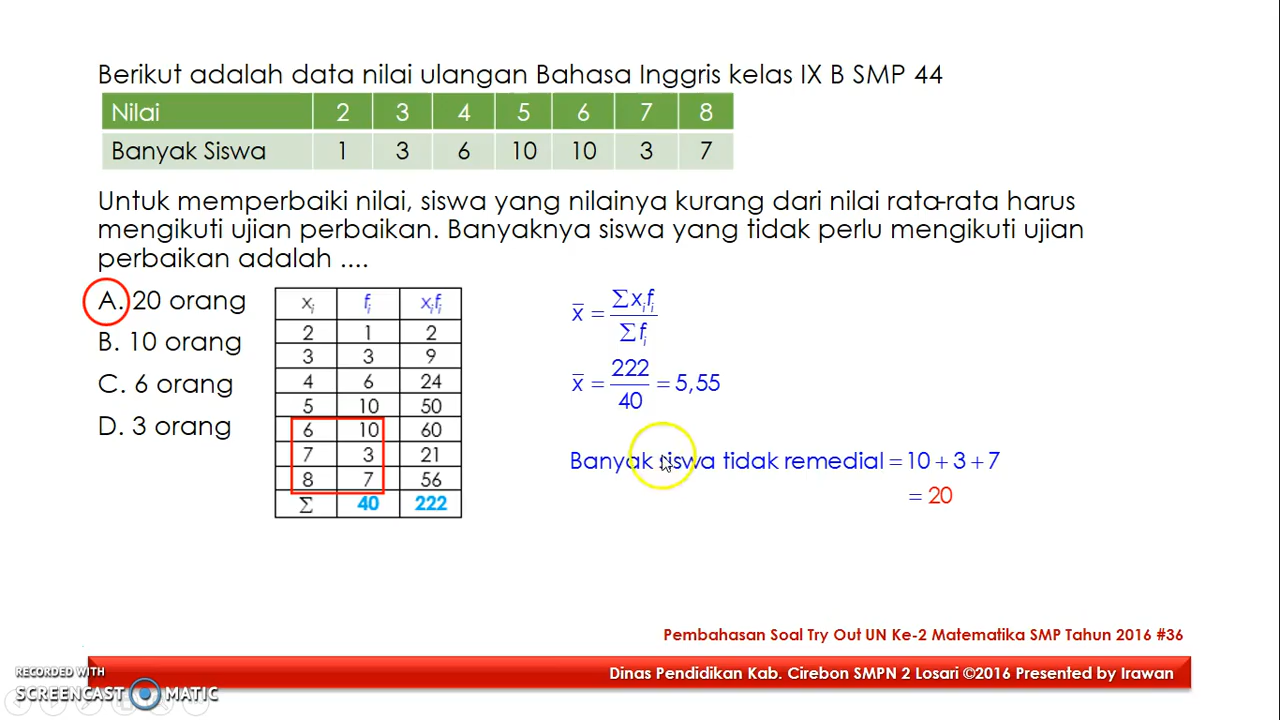 Berikut adalah data nilai ulangan Bahasa Inggris kelas IX B SMP 44
Nilai 2 3 4 5 6 7 8
Banyak Siswa 1 3 6 10 10 3 7
Untuk memperbaiki nilai, siswa yang nilainya kurang dari nilai rata-rata harus
mengikuti ujian perbaikan. Banyaknya siswa yang tidak perlu mengikuti ujian
perbaikan adalah ....
A. 20 orang
B. 10 orang
C. 6 orang
D. 3 orang
xᵢ fᵢ xᵢfᵢ
2 1 2
3 3 9
4 6 24
5 10 50
6 10 60
7 3 21
8 7 56
Σ 40 222
x̅ = Σxᵢfᵢ / Σfᵢ
x̅ = 222 / 40 = 5,55
Banyak siswa tidak remedial = 10 + 3 + 7
= 20
Pembahasan Soal Try Out UN Ke-2 Matematika SMP Tahun 2016 #36
Dinas Pendidikan Kab. Cirebon SMPN 2 Losari ©2016 Presented by Irawan
RECORDED WITH
SCREENCAST MATIC